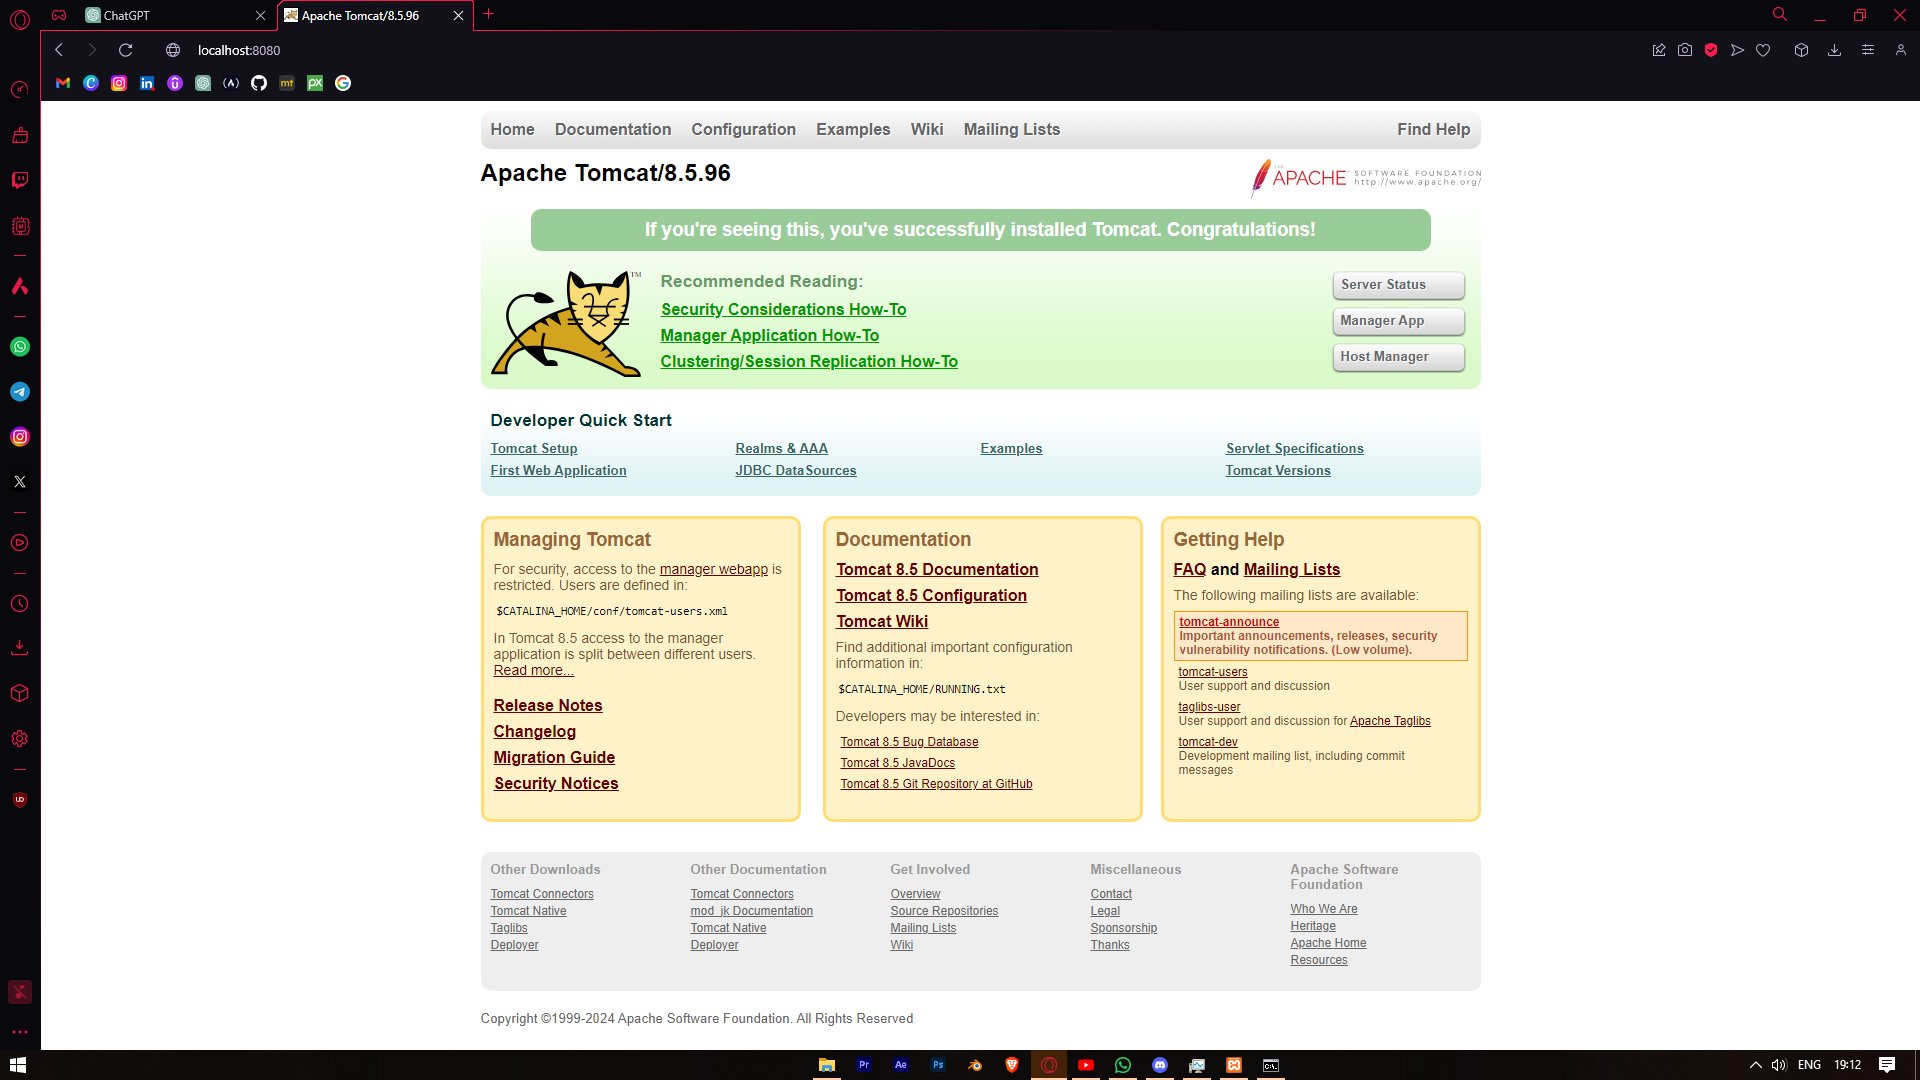 ChatGPT
Apache Tomcat/8.5.96
localhost:8080
Home Documentation Configuration Examples Wiki Mailing Lists Find Help
Apache Tomcat/8.5.96
THE
APACHE SOFTWARE FOUNDATION
http://www.apache.org/
If you're seeing this, you've successfully installed Tomcat. Congratulations!
TM
Recommended Reading:
Security Considerations How-To
Manager Application How-To
Clustering/Session Replication How-To
Server Status
Manager App
Host Manager
Developer Quick Start
Tomcat Setup
First Web Application
Realms & AAA
JDBC DataSources
Examples
Servlet Specifications
Tomcat Versions
Managing Tomcat
For security, access to the manager webapp is
restricted. Users are defined in:
$CATALINA_HOME/conf/tomcat-users.xml
In Tomcat 8.5 access to the manager
application is split between different users.
Read more...
Release Notes
Changelog
Migration Guide
Security Notices
Documentation
Tomcat 8.5 Documentation
Tomcat 8.5 Configuration
Tomcat Wiki
Find additional important configuration
information in:
$CATALINA_HOME/RUNNING.txt
Developers may be interested in:
Tomcat 8.5 Bug Database
Tomcat 8.5 JavaDocs
Tomcat 8.5 Git Repository at GitHub
Getting Help
FAQ and Mailing Lists
The following mailing lists are available:
tomcat-announce
Important announcements, releases, security
vulnerability notifications. (Low volume).
tomcat-users
User support and discussion
taglibs-user
User support and discussion for Apache Taglibs
tomcat-dev
Development mailing list, including commit
messages
Other Downloads
Tomcat Connectors
Tomcat Native
Taglibs
Deployer
Other Documentation
Tomcat Connectors
mod_jk Documentation
Tomcat Native
Deployer
Get Involved
Overview
Source Repositories
Mailing Lists
Wiki
Miscellaneous
Contact
Legal
Sponsorship
Thanks
Apache Software
Foundation
Who We Are
Heritage
Apache Home
Resources
Copyright ©1999-2024 Apache Software Foundation. All Rights Reserved
Pr
Ae
Ps
ENG
19:12